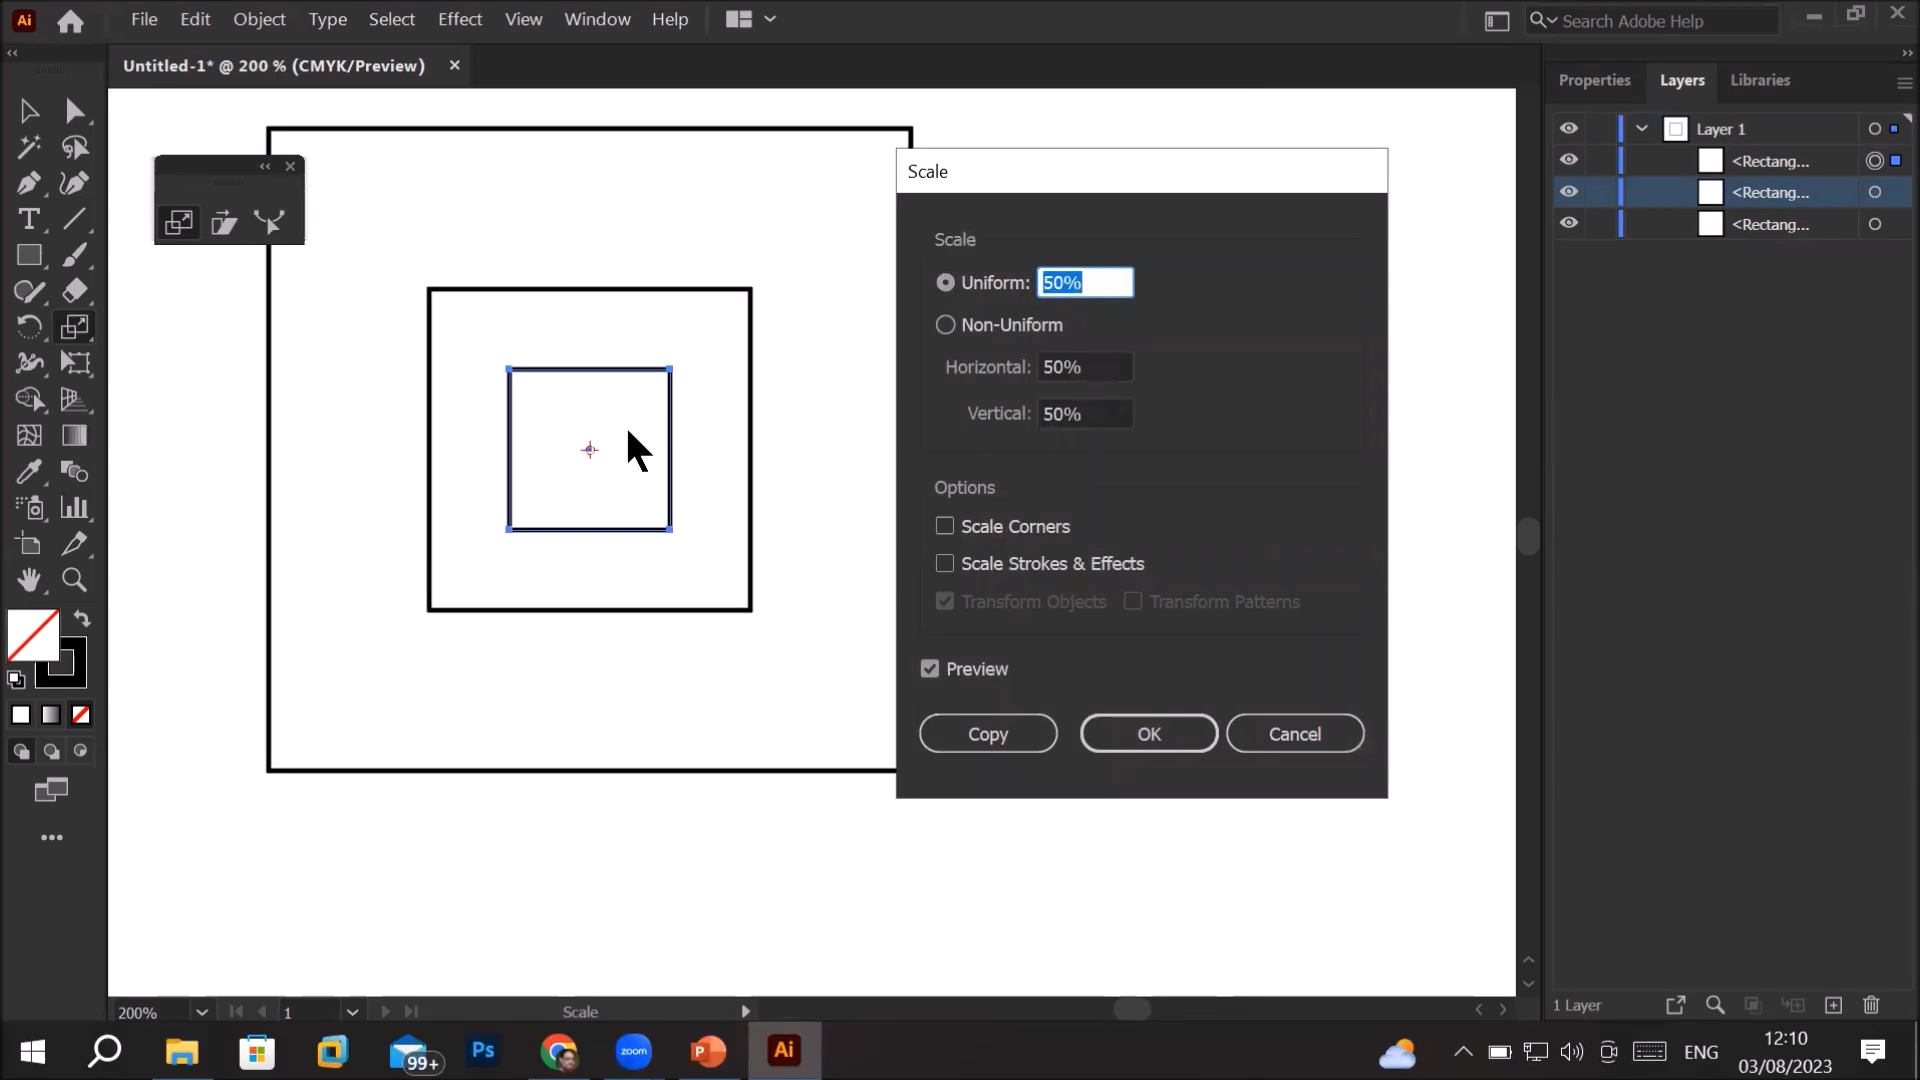 Ai File Edit Object Type Select Effect View Window Help Search Adobe Help
Untitled-1* @ 200 % (CMYK/Preview)
Properties Layers Libraries
Layer 1
<Rectang...
<Rectang...
<Rectang...
Scale
Scale
Uniform: 50%
Non-Uniform
Horizontal: 50%
Vertical: 50%
Options
Scale Corners
Scale Strokes & Effects
Transform Objects Transform Patterns
Preview
Copy OK Cancel
200% 1 Scale
1 Layer
99+ Ps zoom P Ai ENG
12:10
03/08/2023